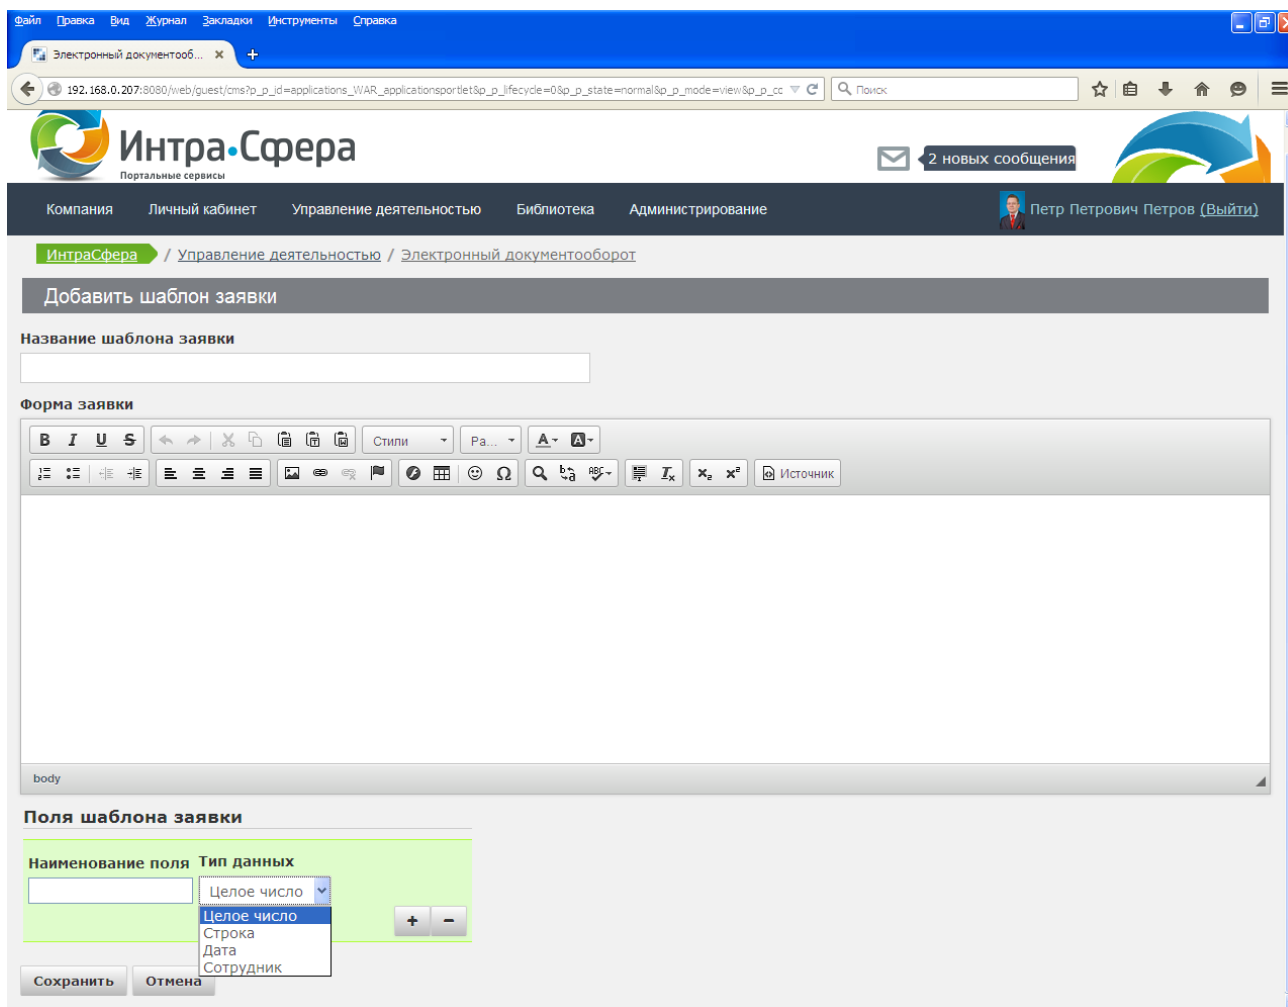 Файл Правка Вид Журнал Закладки Инструменты Справка
Электронный документооб... × +
192.168.0.207:8080/web/guest/cms?p_p_id=applications_WAR_applicationsportlet&p_p_lifecycle=0&p_p_state=normal&p_p_mode=view&p_p_cc Поиск
Интра•Сфера
Портальные сервисы
2 новых сообщения
Компания Личный кабинет Управление деятельностью Библиотека Администрирование Петр Петрович Петров (Выйти)
ИнтраСфера / Управление деятельностью / Электронный документооборот
Добавить шаблон заявки
Название шаблона заявки
Форма заявки
B I U S Стили Ра... A A
Ω ABC Tx x₂ x² Источник
body
Поля шаблона заявки
Наименование поля Тип данных
Целое число
Целое число
Строка
Дата
Сотрудник
+ −
Сохранить Отмена